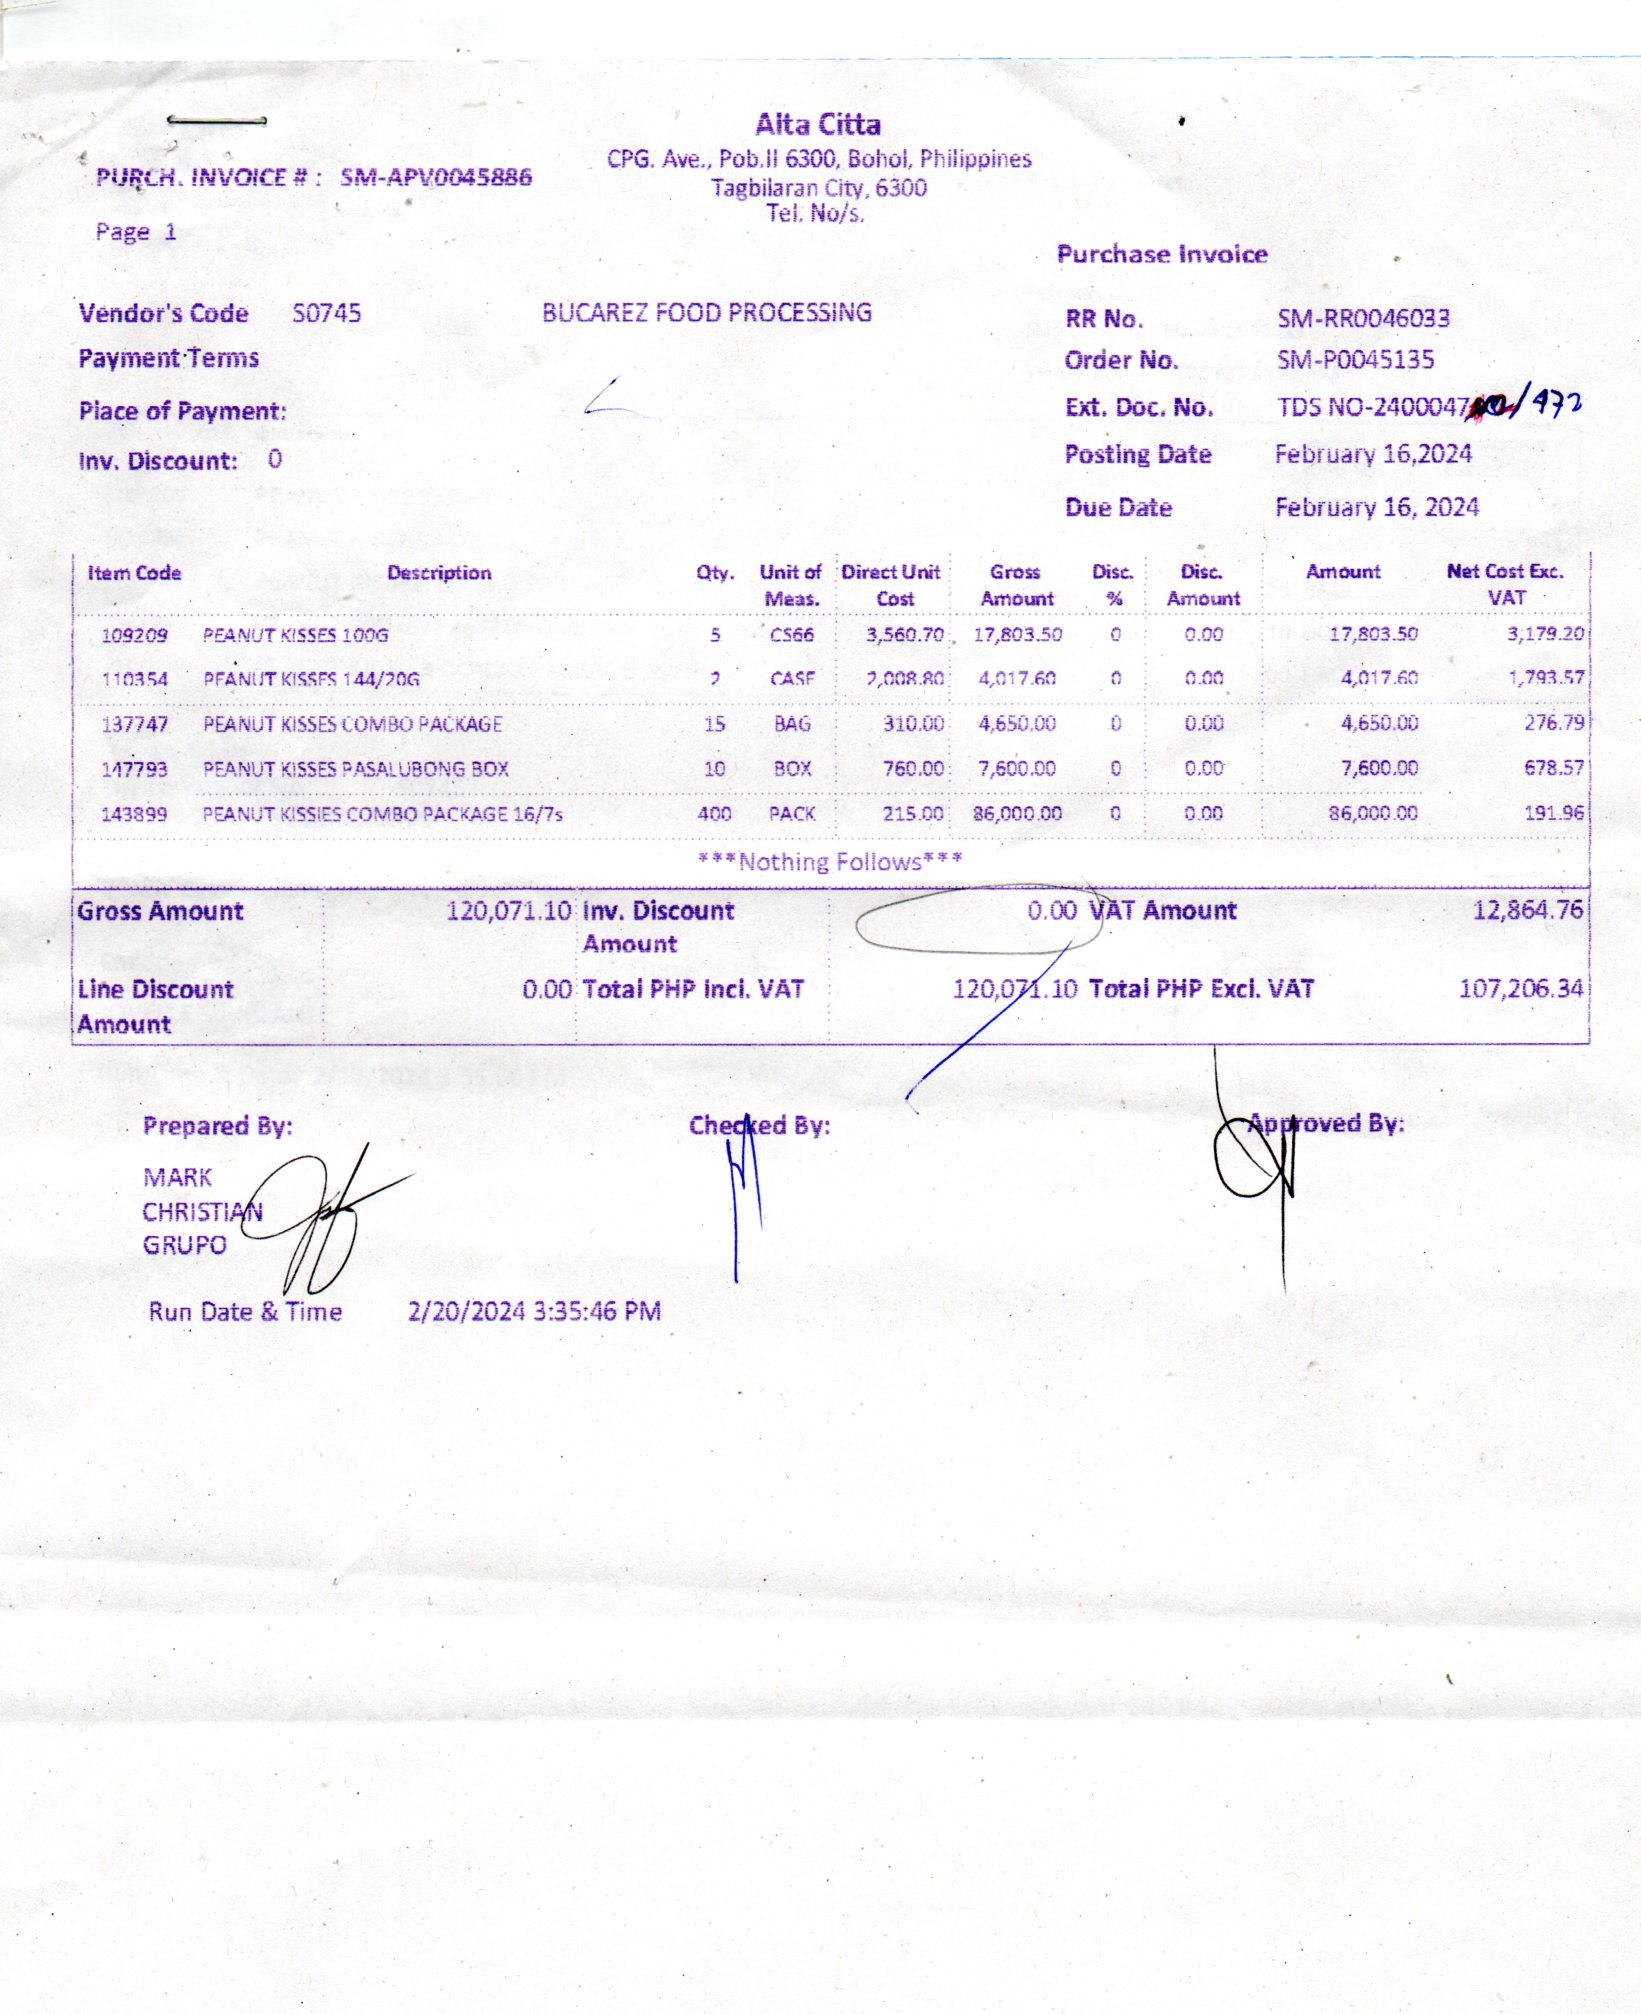 Alta Citta
CPG. Ave., Pob.II 6300, Bohol, Philippines
PURCH. INVOICE # : SM-APV0045886
Tagbilaran City, 6300
Tel. No/s.
Page 1
Purchase Invoice
Vendor's Code S0745 BUCAREZ FOOD PROCESSING
RR No. SM-RR0046033
Payment Terms
Order No. SM-P0045135
Place of Payment:
Ext. Doc. No. TDS NO-2400047 /472
Inv. Discount: 0
Posting Date February 16,2024
Due Date February 16, 2024
Item Code Description Qty. Unit of Meas. Direct Unit Cost Gross Amount Disc. % Disc. Amount Amount Net Cost Exc. VAT
109209 PEANUT KISSES 100G 5 CS66 3,560.70 17,803.50 0 0.00 17,803.50 3,179.20
110354 PEANUT KISSES 144/20G 2 CASE 2,008.80 4,017.60 0 0.00 4,017.60 1,793.57
137747 PEANUT KISSES COMBO PACKAGE 15 BAG 310.00 4,650.00 0 0.00 4,650.00 276.79
147793 PEANUT KISSES PASALUBONG BOX 10 BOX 760.00 7,600.00 0 0.00 7,600.00 678.57
143899 PEANUT KISSIES COMBO PACKAGE 16/7s 400 PACK 215.00 86,000.00 0 0.00 86,000.00 191.96
***Nothing Follows***
Gross Amount 120,071.10 Inv. Discount Amount 0.00 VAT Amount 12,864.76
Line Discount Amount 0.00 Total PHP Incl. VAT 120,071.10 Total PHP Excl. VAT 107,206.34
Prepared By: Checked By: Approved By:
MARK
CHRISTIAN
GRUPO
Run Date & Time 2/20/2024 3:35:46 PM